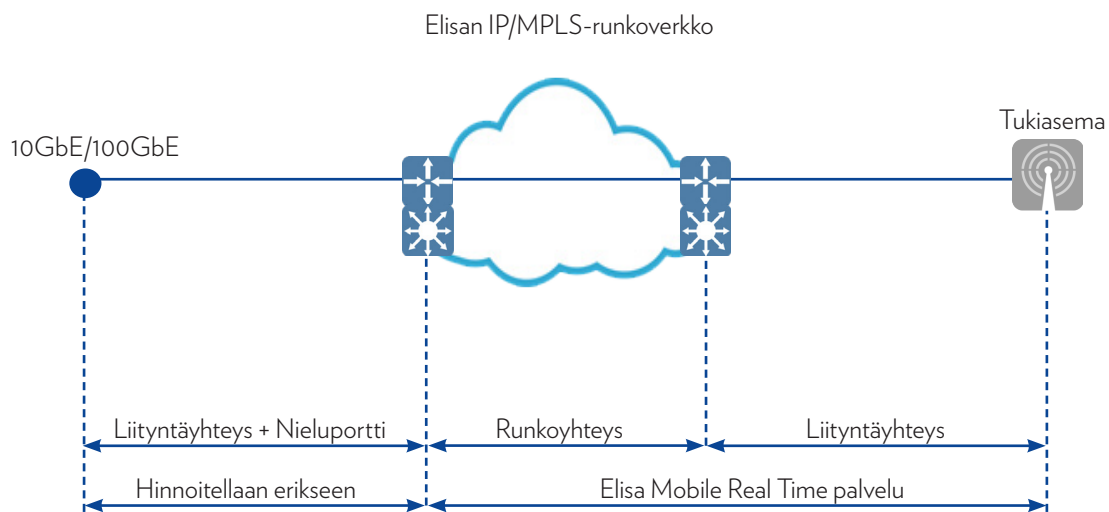 Elisan IP/MPLS-runkoverkko
10GbE/100GbE
Tukiasema
Liityntäyhteys + Nieluportti
Runkoyhteys
Liityntäyhteys
Hinnoitellaan erikseen
Elisa Mobile Real Time palvelu